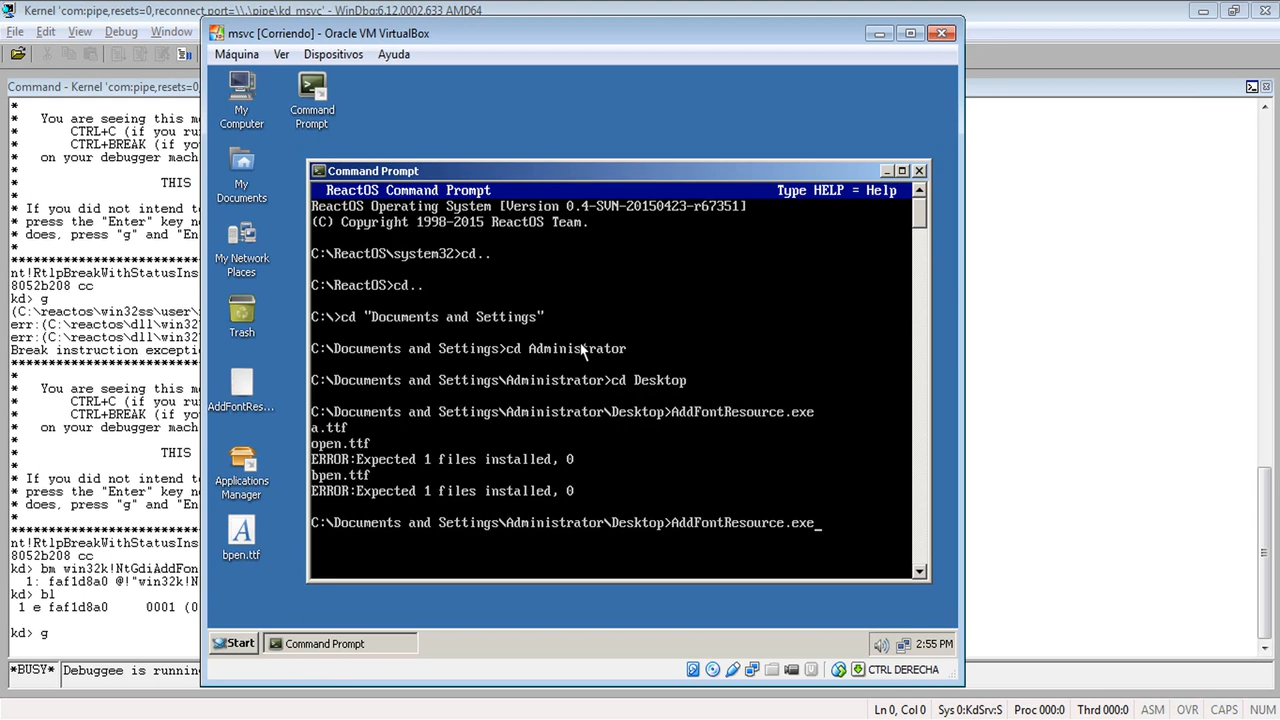 Kernel 'com:pipe,resets=0,reconnect,port=\\.\pipe\kd_msvc' - WinDbg:6.12.0002.633 AMD64
File Edit View Debug Window
Command - Kernel 'com:pipe,resets=0,
*
* You are seeing this me
* CTRL+C (if you ru
* CTRL+BREAK (if yo
* on your debugger mach
*
* THIS
*
* If you did not intend t
* press the "Enter" key n
* does, press "g" and "En
*
nt!RtlpBreakWithStatusIns
8052b208 cc
kd> g
(C:\reactos\win32ss\user\
err:(C:\reactos\dll\win32
err:(C:\reactos\dll\win32
Break instruction excepti
*
* You are seeing this me
* CTRL+C (if you ru
* CTRL+BREAK (if yo
* on your debugger mach
*
* THIS
*
* If you did not intend t
* press the "Enter" key n
* does, press "g" and "En
*
nt!RtlpBreakWithStatusIns
8052b208 cc
kd> bm win32k!NtGdiAddFon
1: faf1d8a0 @!"win32k!N
kd> bl
1 e faf1d8a0 0001 (0
kd> g
*BUSY* Debuggee is running
Ln 0, Col 0 Sys 0:KdSrv:S Proc 000:0 Thrd 000:0 ASM OVR CAPS NUM
msvc [Corriendo] - Oracle VM VirtualBox
Máquina Ver Dispositivos Ayuda
My Computer
Command Prompt
My Documents
My Network Places
Trash
AddFontRes...
Applications Manager
bpen.ttf
Command Prompt
ReactOS Command Prompt Type HELP = Help
ReactOS Operating System [Version 0.4-SVN-20150423-r67351]
(C) Copyright 1998-2015 ReactOS Team.
C:\ReactOS\system32>cd..
C:\ReactOS>cd..
C:\>cd "Documents and Settings"
C:\Documents and Settings>cd Administrator
C:\Documents and Settings\Administrator>cd Desktop
C:\Documents and Settings\Administrator\Desktop>AddFontResource.exe
a.ttf
open.ttf
ERROR:Expected 1 files installed, 0
bpen.ttf
ERROR:Expected 1 files installed, 0
C:\Documents and Settings\Administrator\Desktop>AddFontResource.exe_
Start Command Prompt 2:55 PM
CTRL DERECHA